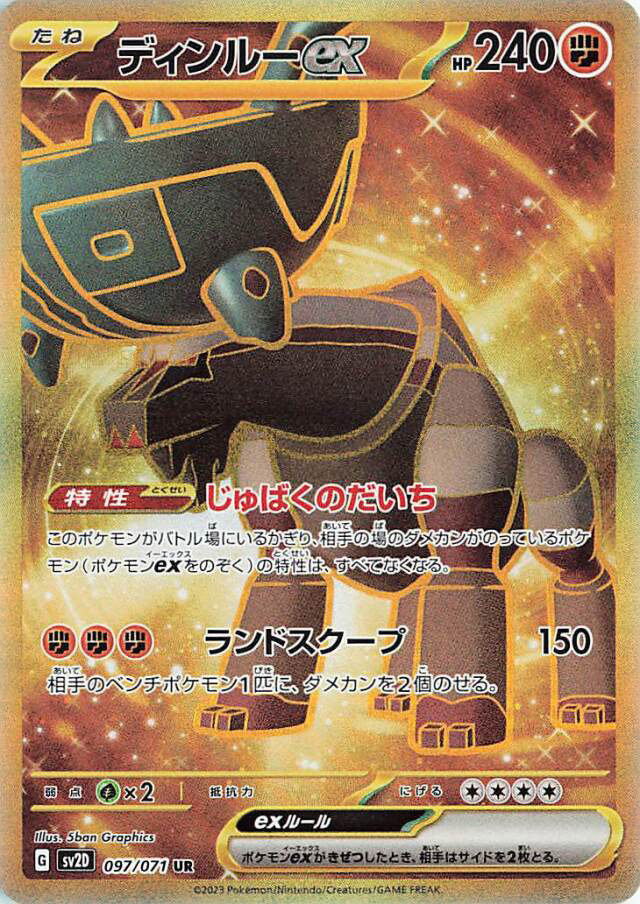 たね ディンルーex HP240
特性 とくせい じゅばくのだいち
このポケモンがバトル場にいるかぎり、相手の場のダメカンがのっているポケ
モン(ポケモンexをのぞく)の特性は、すべてなくなる。
ランドスクープ 150
相手のベンチポケモン1匹に、ダメカンを2個のせる。
弱点 ×2 抵抗力 にげる
exルール
ポケモンexがきぜつしたとき、相手はサイドを2枚とる。
Illus. 5ban Graphics
G sv2D 097/071 UR
©2023 Pokémon/Nintendo/Creatures/GAME FREAK.